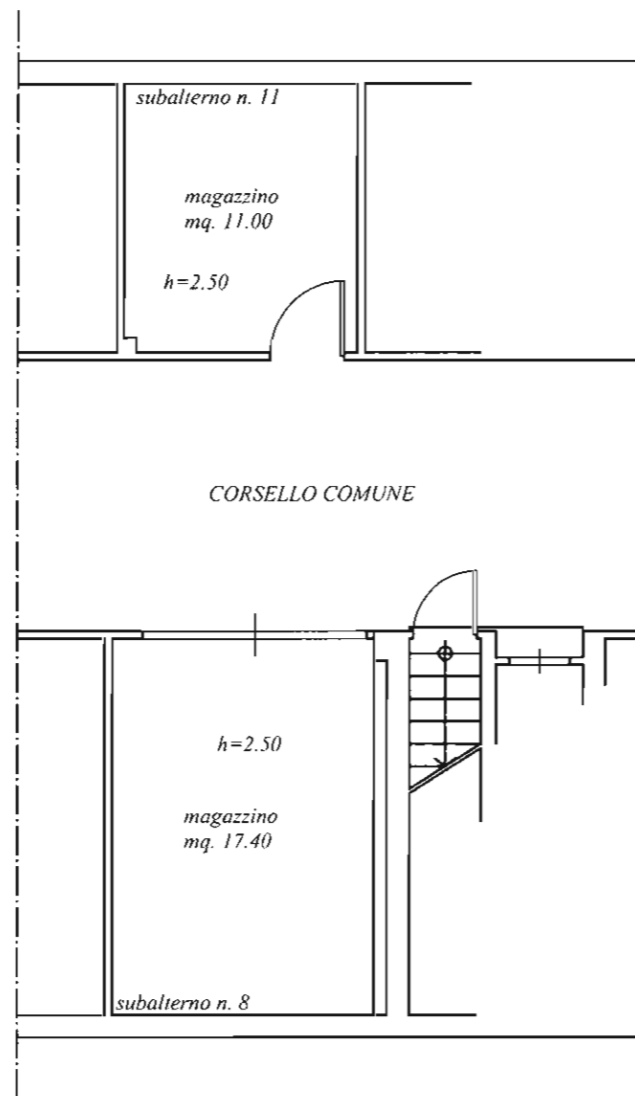 subalterno n. 11
magazzino
mq. 11.00
h=2.50
CORSELLO COMUNE
h=2.50
magazzino
mq. 17.40
subalterno n. 8